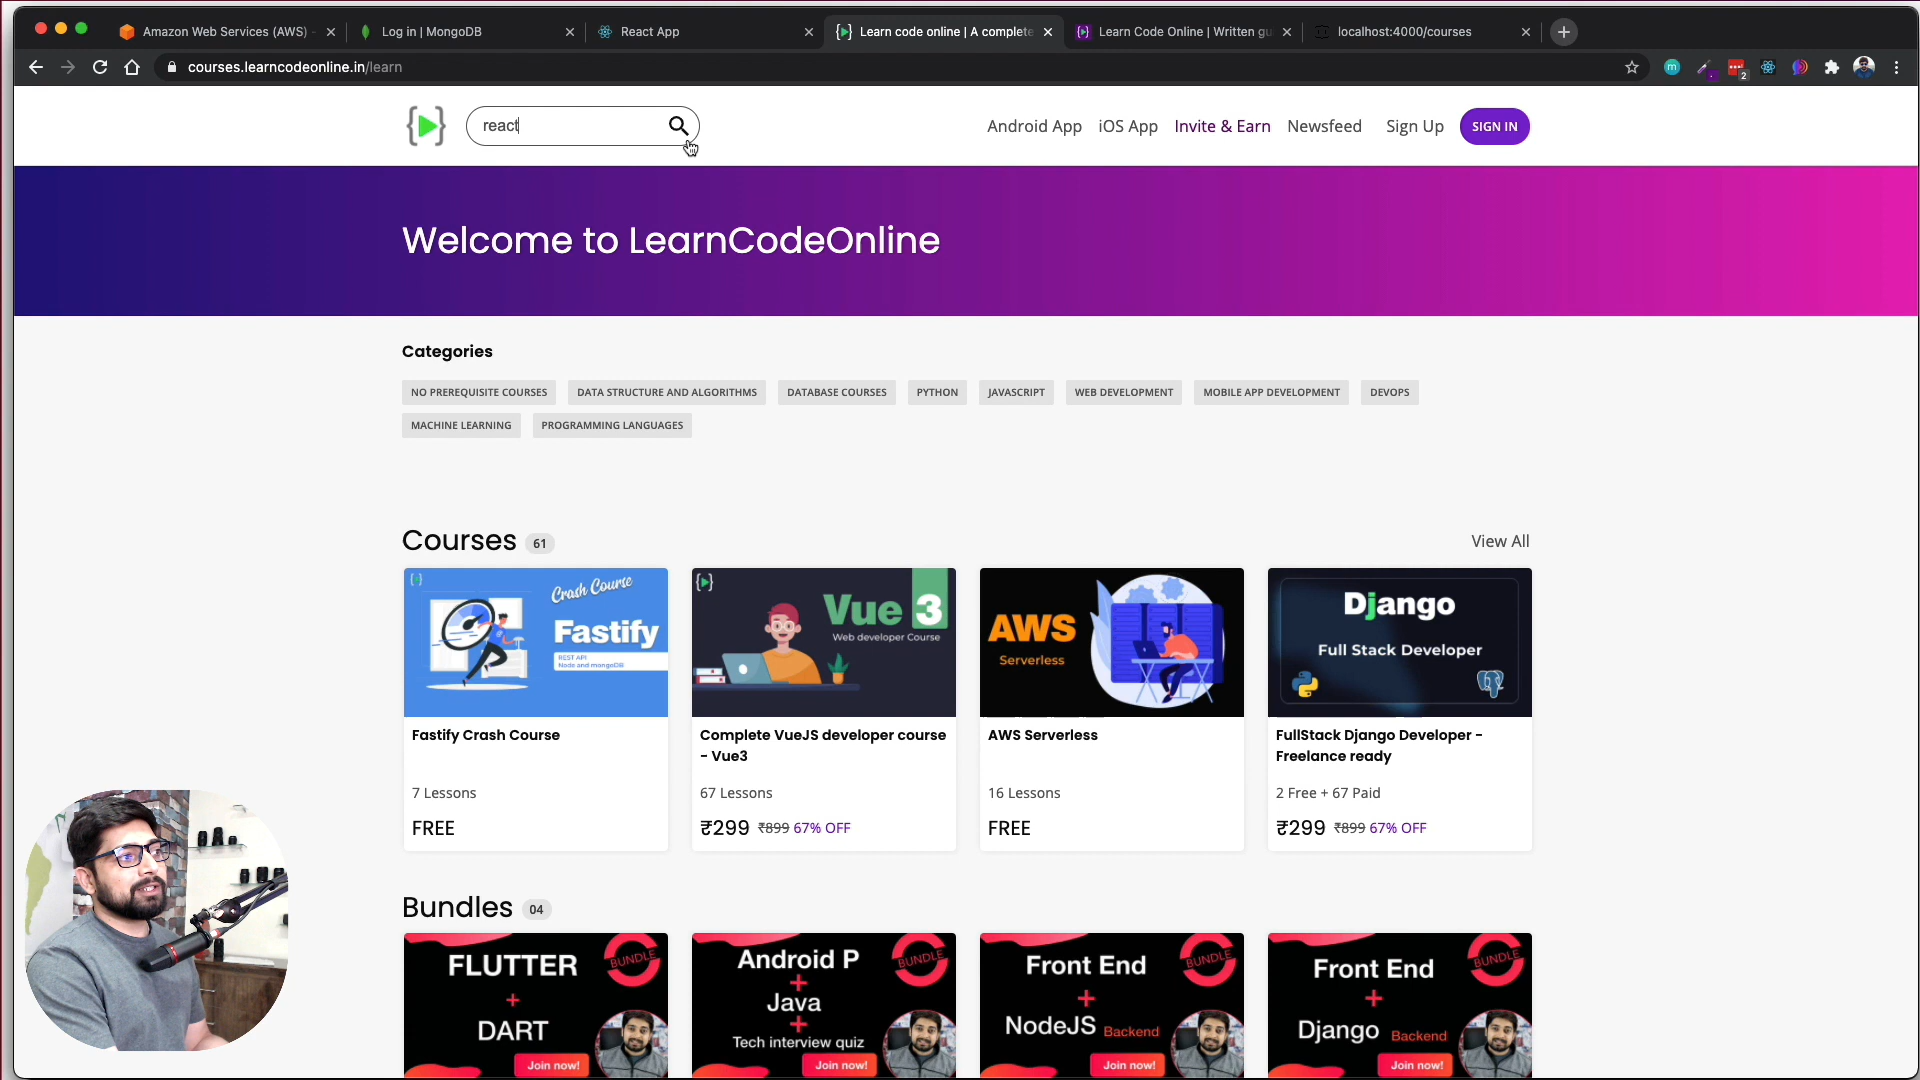 Amazon Web Services (AWS) -
Log in | MongoDB
React App
Learn code online | A complete
Learn Code Online | Written gu
localhost:4000/courses
courses.learncodeonline.in/learn
m
2
react
Android App
iOS App
Invite & Earn
Newsfeed
Sign Up
SIGN IN
Welcome to LearnCodeOnline
Categories
NO PREREQUISITE COURSES
DATA STRUCTURE AND ALGORITHMS
DATABASE COURSES
PYTHON
JAVASCRIPT
WEB DEVELOPMENT
MOBILE APP DEVELOPMENT
DEVOPS
MACHINE LEARNING
PROGRAMMING LANGUAGES
Courses 61
View All
Crash Course
Fastify
REST API
Node and mongoDB
Fastify Crash Course
7 Lessons
FREE
Vue 3
Web developer Course
Complete VueJS developer course
- Vue3
67 Lessons
₹299 ₹899 67% OFF
AWS
Serverless
AWS Serverless
16 Lessons
FREE
Django
Full Stack Developer
FullStack Django Developer -
Freelance ready
2 Free + 67 Paid
₹299 ₹899 67% OFF
Bundles 04
FLUTTER
+
DART
BUNDLE
Join now!
Android P
+
Java
+
Tech interview quiz
BUNDLE
Join now!
Front End
+
NodeJS Backend
BUNDLE
Join now!
Front End
+
Django Backend
BUNDLE
Join now!